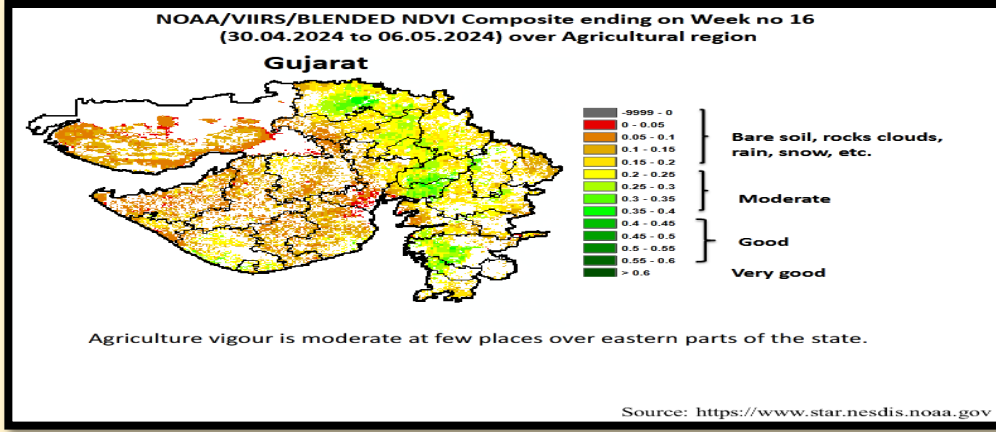 NOAA/VIIRS/BLENDED NDVI Composite ending on Week no 16
(30.04.2024 to 06.05.2024) over Agricultural region
Gujarat
-9999 - 0
0 - 0.05
0.05 - 0.1
0.1 - 0.15
0.15 - 0.2
0.2 - 0.25
0.25 - 0.3
0.3 - 0.35
0.35 - 0.4
0.4 - 0.45
0.45 - 0.5
0.5 - 0.55
0.55 - 0.6
> 0.6
Bare soil, rocks clouds,
rain, snow, etc.
Moderate
Good
Very good
Agriculture vigour is moderate at few places over eastern parts of the state.
Source: https://www.star.nesdis.noaa.gov